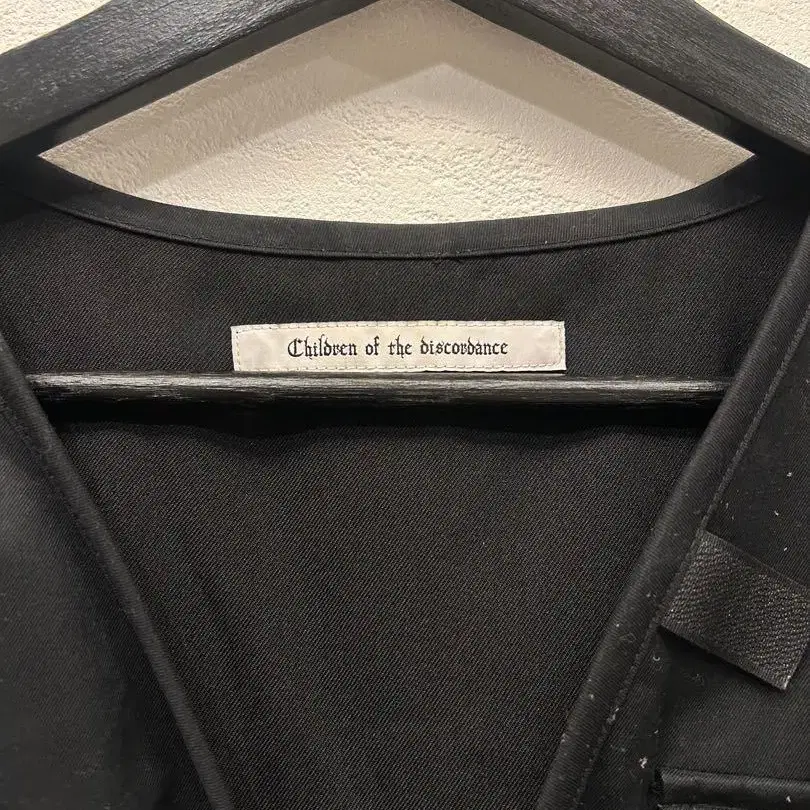 Children of the discordance